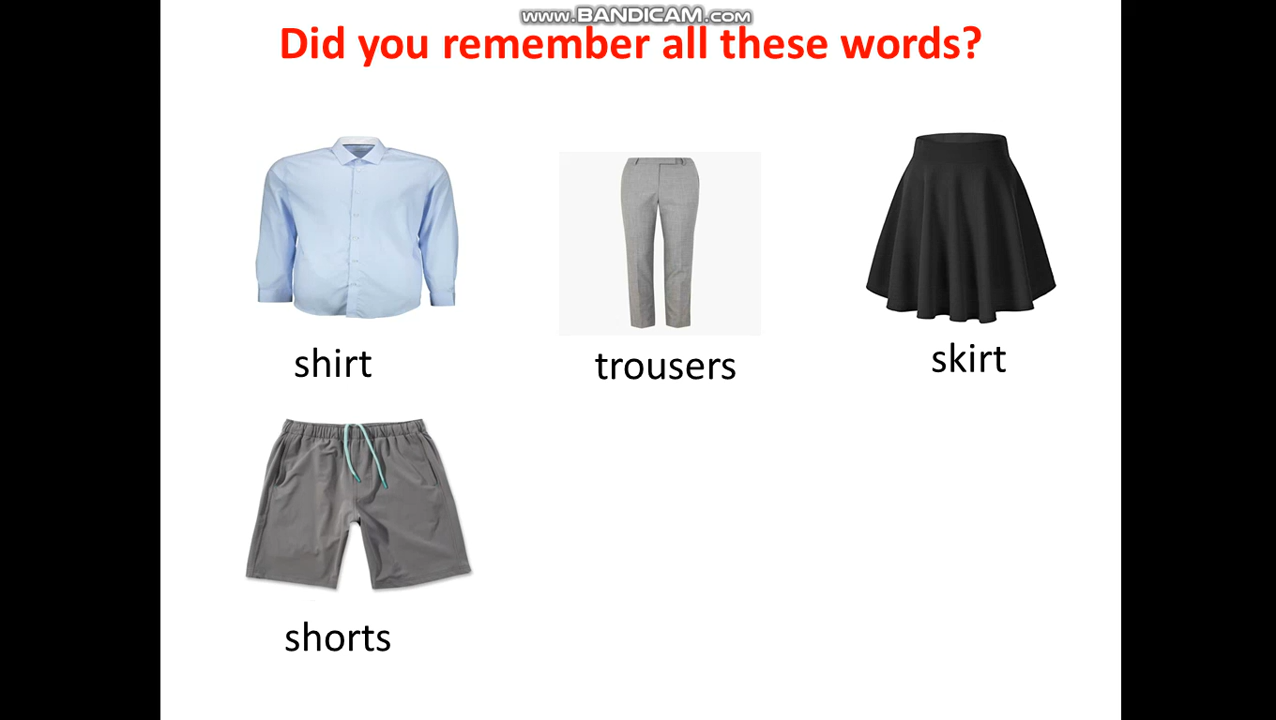 www.BANDICAM.com
Did you remember all these words?
shirt
trousers
skirt
shorts